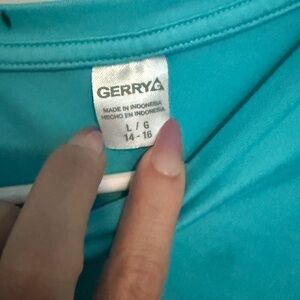 GERRY
MADE IN INDONESIA
HECHO EN INDONESIA
L / G
14 - 16